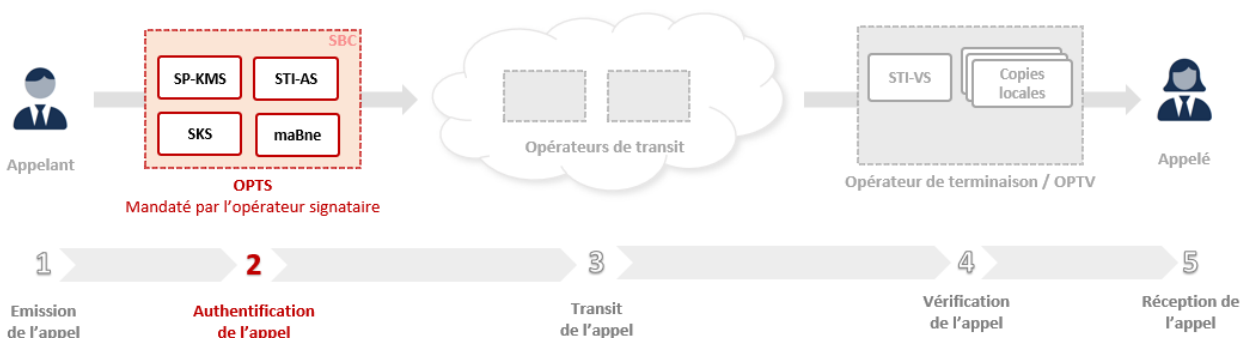 SBC
SP-KMS
STI-AS
SKS
maBne
Appelant
OPTS
Mandaté par l'opérateur signataire
Opérateurs de transit
STI-VS
Copies
locales
Opérateur de terminaison / OPTV
Appelé
1
2
3
4
5
Emission
de l'appel
Authentification
de l'appel
Transit
de l'appel
Vérification
de l'appel
Réception de
l'appel